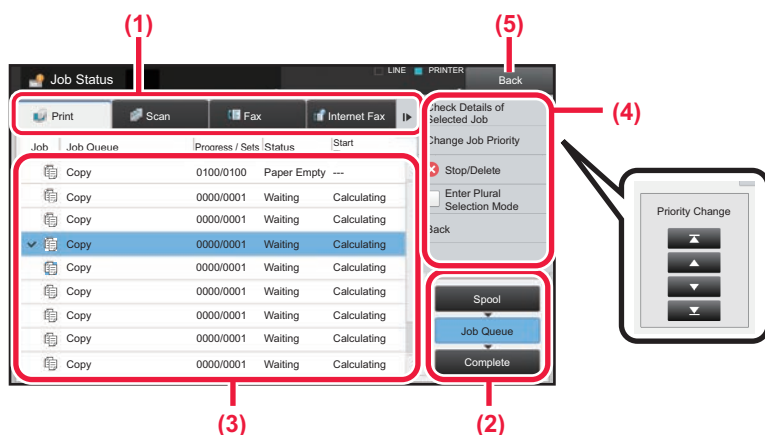 (1)
(5)
Job Status
LINE
PRINTER
Back
Print
Scan
Fax
Internet Fax
Check Details of
Selected Job
(4)
Change Job Priority
Stop/Delete
Enter Plural
Selection Mode
Back
Job
Job Queue
Progress / Sets
Status
Start
Copy 0100/0100 Paper Empty ---
Copy 0000/0001 Waiting Calculating
Copy 0000/0001 Waiting Calculating
Copy 0000/0001 Waiting Calculating
Copy 0000/0001 Waiting Calculating
Copy 0000/0001 Waiting Calculating
Copy 0000/0001 Waiting Calculating
Copy 0000/0001 Waiting Calculating
Copy 0000/0001 Waiting Calculating
Spool
Job Queue
Complete
Priority Change
(3)
(2)